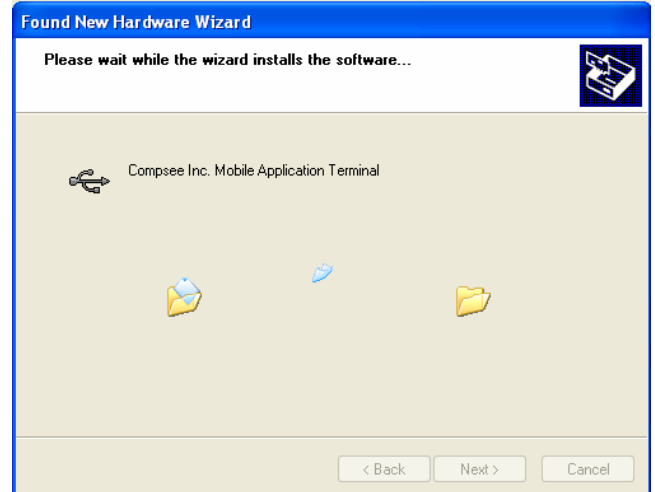 Found New Hardware Wizard
Please wait while the wizard installs the software...
Compsee Inc. Mobile Application Terminal
< Back
Next >
Cancel